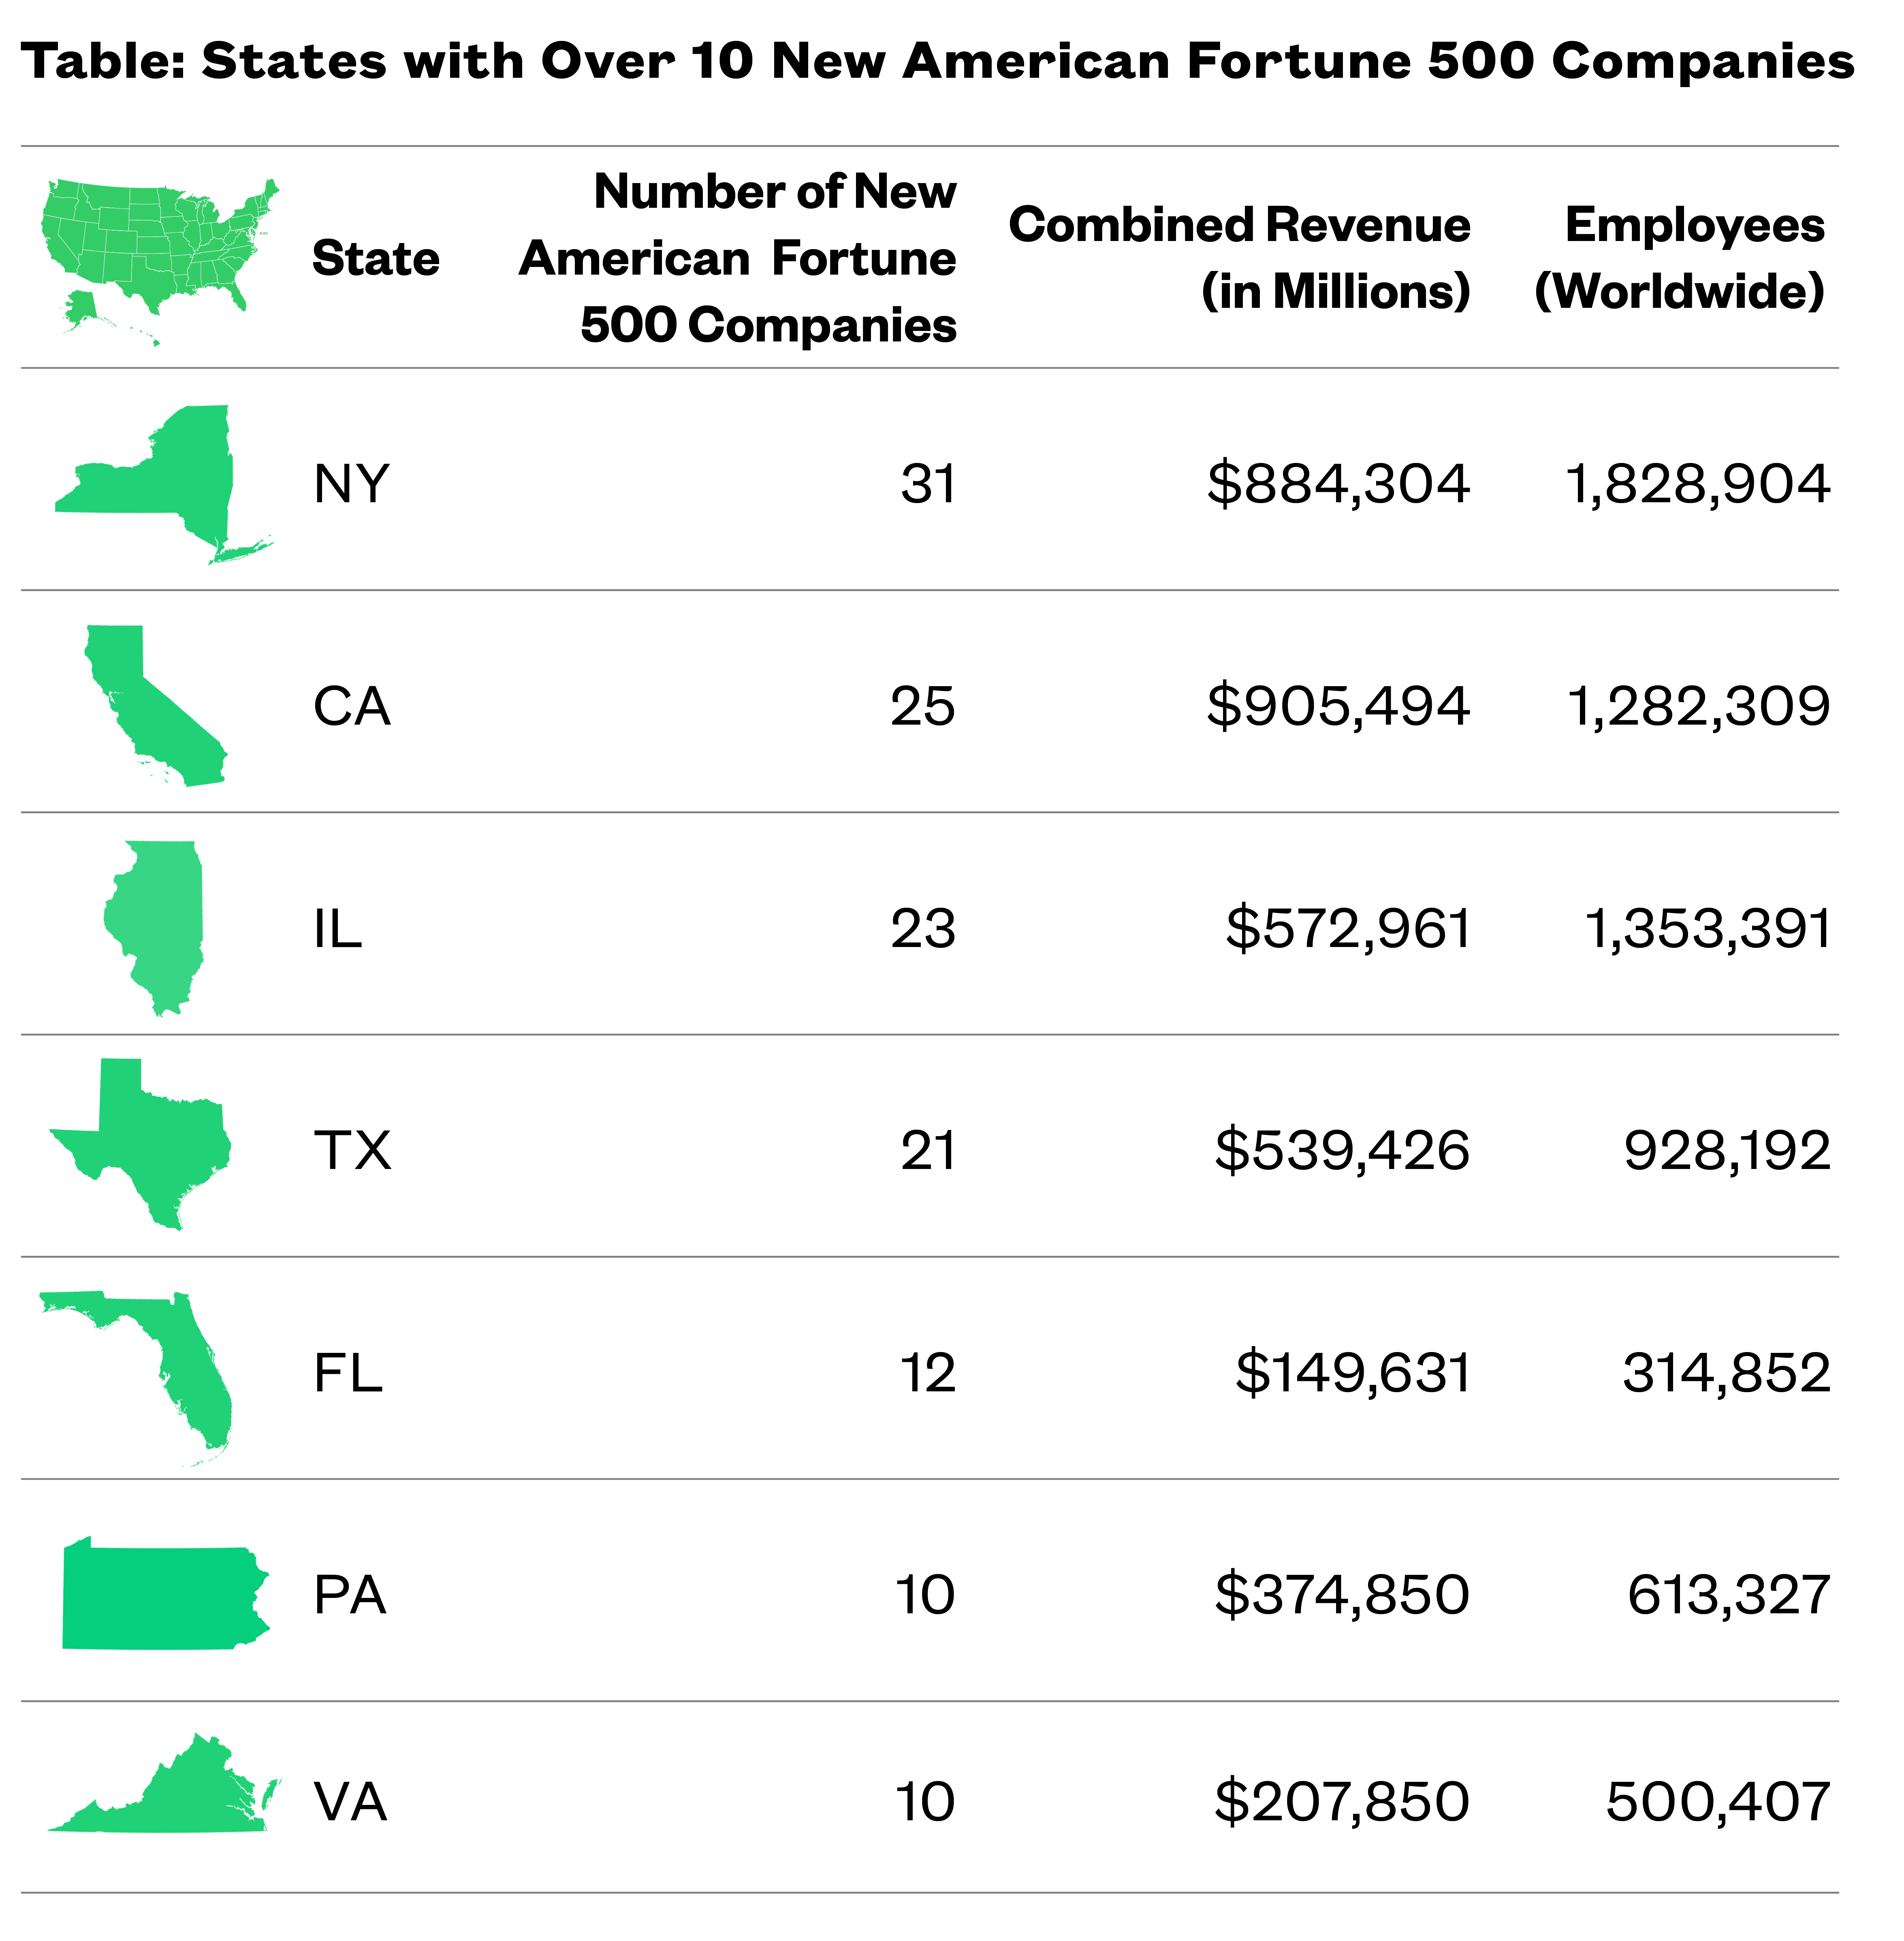 Table: States with Over 10 New American Fortune 500 Companies
State
Number of New
American Fortune
500 Companies
Combined Revenue
(in Millions)
Employees
(Worldwide)
NY 31 $884,304 1,828,904
CA 25 $905,494 1,282,309
IL 23 $572,961 1,353,391
TX 21 $539,426 928,192
FL 12 $149,631 314,852
PA 10 $374,850 613,327
VA 10 $207,850 500,407